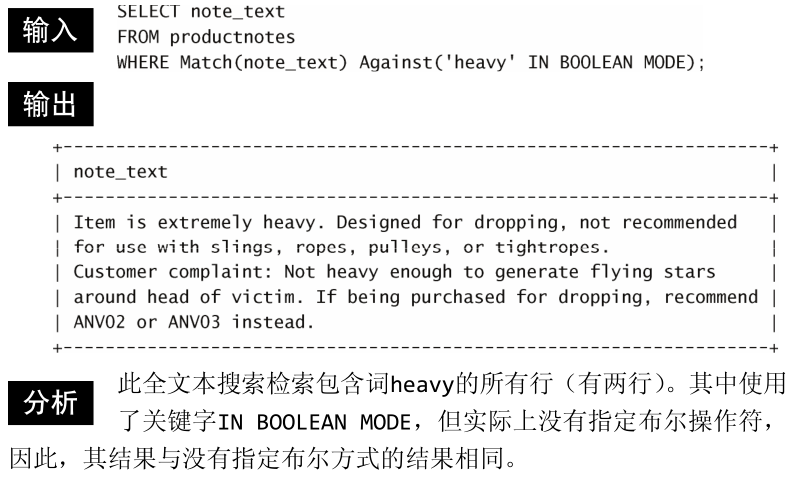 输入
SELECT note_text
FROM productnotes
WHERE Match(note_text) Against('heavy' IN BOOLEAN MODE);
输出
+-------------------------------------------------------------------+
| note_text |
+-------------------------------------------------------------------+
| Item is extremely heavy. Designed for dropping, not recommended |
| for use with slings, ropes, pulleys, or tightropes. |
| Customer complaint: Not heavy enough to generate flying stars |
| around head of victim. If being purchased for dropping, recommend |
| ANV02 or ANV03 instead. |
+-------------------------------------------------------------------+
分析
此全文本搜索检索包含词heavy的所有行（有两行）。其中使用
了关键字IN BOOLEAN MODE，但实际上没有指定布尔操作符，
因此，其结果与没有指定布尔方式的结果相同。